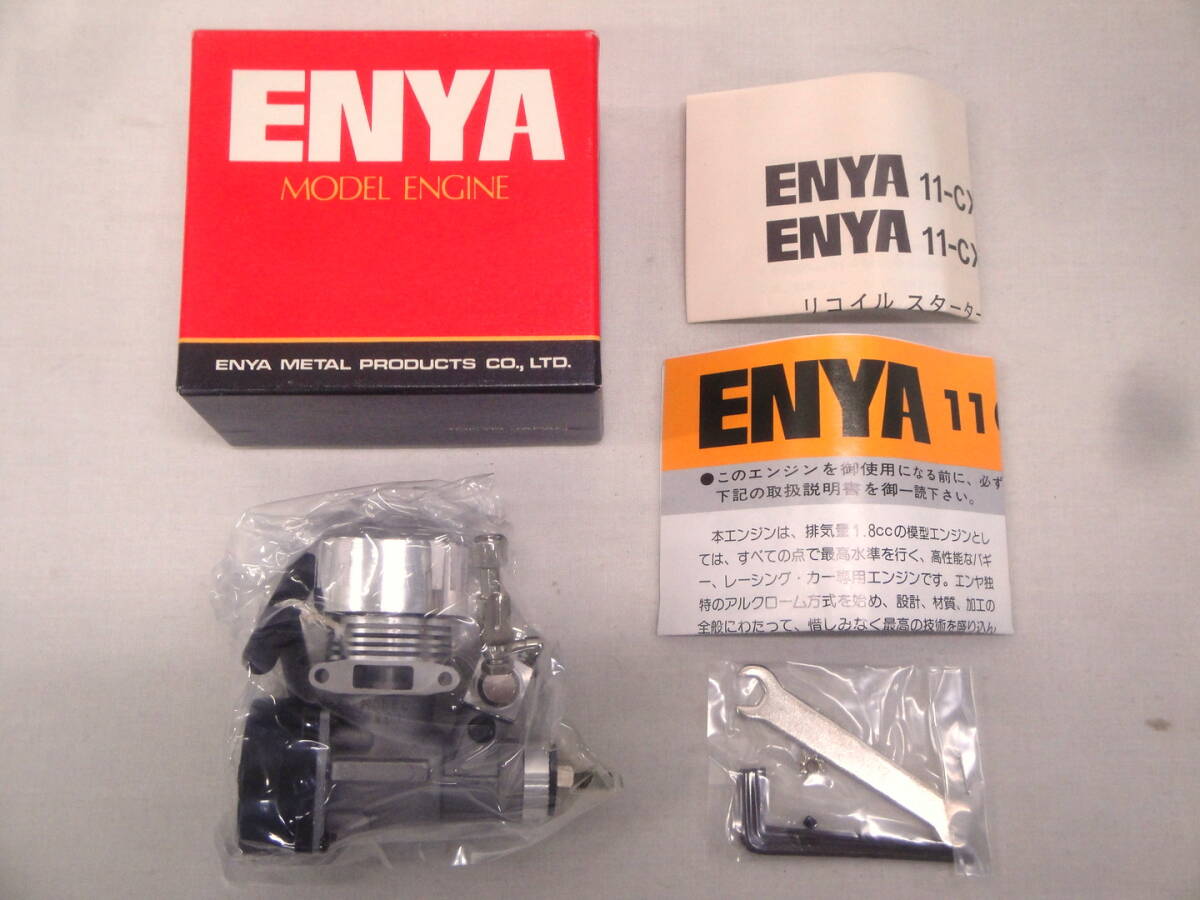 ENYA
MODEL ENGINE
ENYA METAL PRODUCTS CO., LTD.
ENYA 11-CX
ENYA 11-CX
リコイル スターター
ENYA 11
●このエンジンを御使用になる前に、必ず
下記の取扱説明書を御一読下さい。
本エンジンは、排気量1.8ccの模型エンジンとし
ては、すべての点で最高水準を行く、高性能なバギ
ー、レーシング・カー専用エンジンです。エンヤ独
特のアルクローム方式を始め、設計、材質、加工の
全般にわたって、惜しみなく最高の技術を盛り込ん